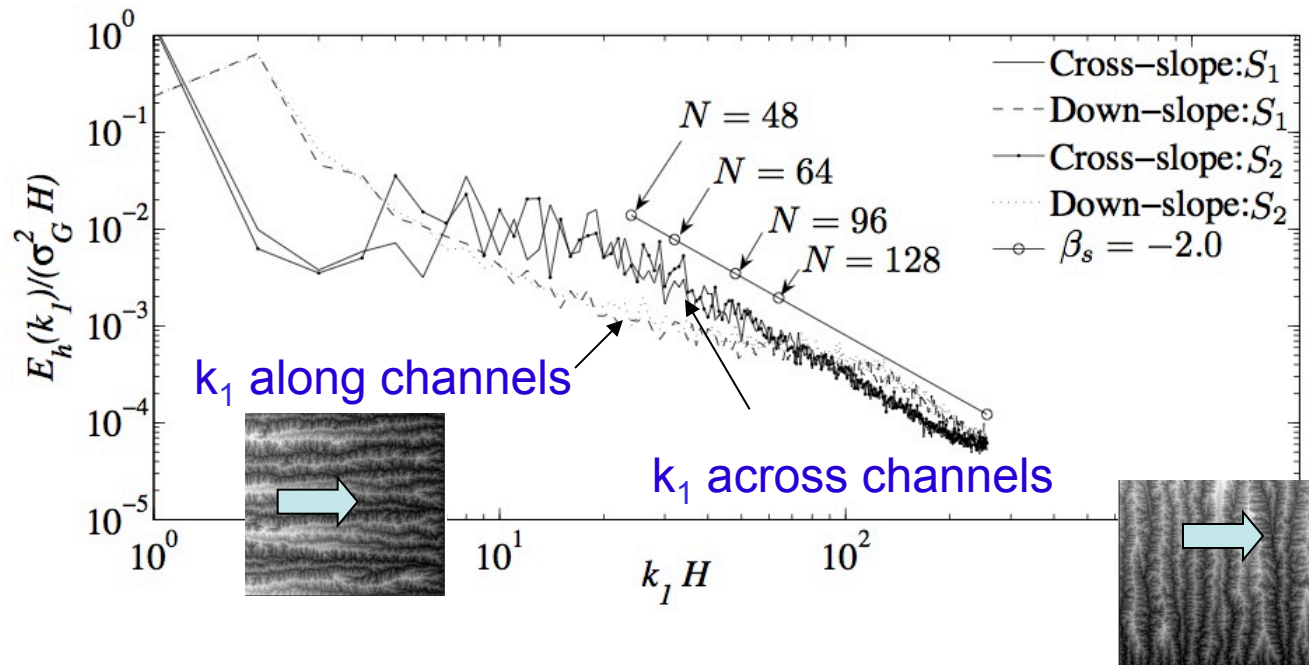 10^0
10^{-1}
10^{-2}
10^{-3}
10^{-4}
10^{-5}
E_h(k_1)/(σ_G^2 H)
Cross−slope:S_1
Down−slope:S_1
Cross−slope:S_2
Down−slope:S_2
β_s = −2.0
N = 48
N = 64
N = 96
N = 128
k_1 along channels
k_1 across channels
10^0
10^1
10^2
k_1 H